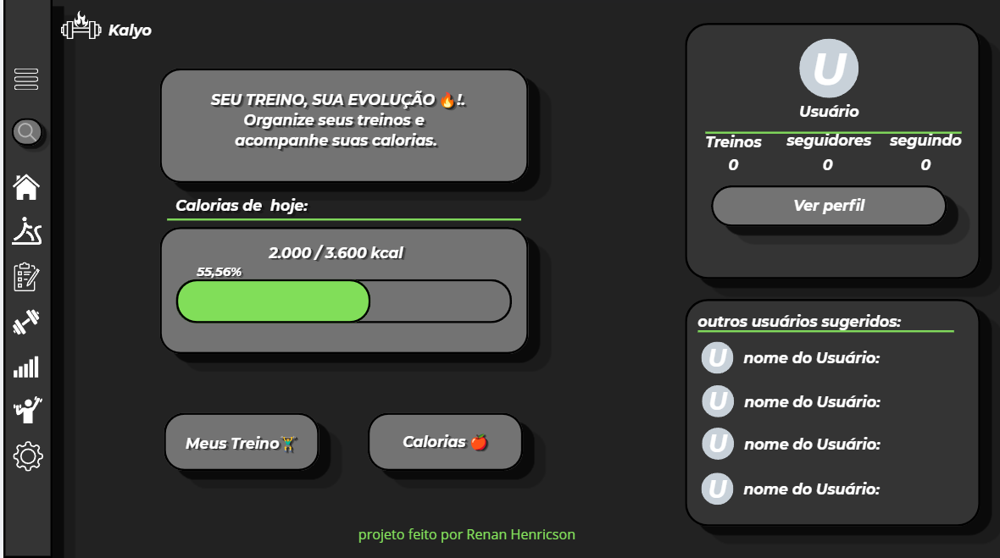 Kalyo
SEU TREINO, SUA EVOLUÇÃO 🔥!.
Organize seus treinos e
acompanhe suas calorias.
Calorias de  hoje:
2.000 / 3.600 kcal
55,56%
Meus Treino🏋️
Calorias 🍎
projeto feito por Renan Henricson
U
Usuário
Treinos seguidores seguindo
0 0 0
Ver perfil
outros usuários sugeridos:
U nome do Usuário:
U nome do Usuário:
U nome do Usuário:
U nome do Usuário: